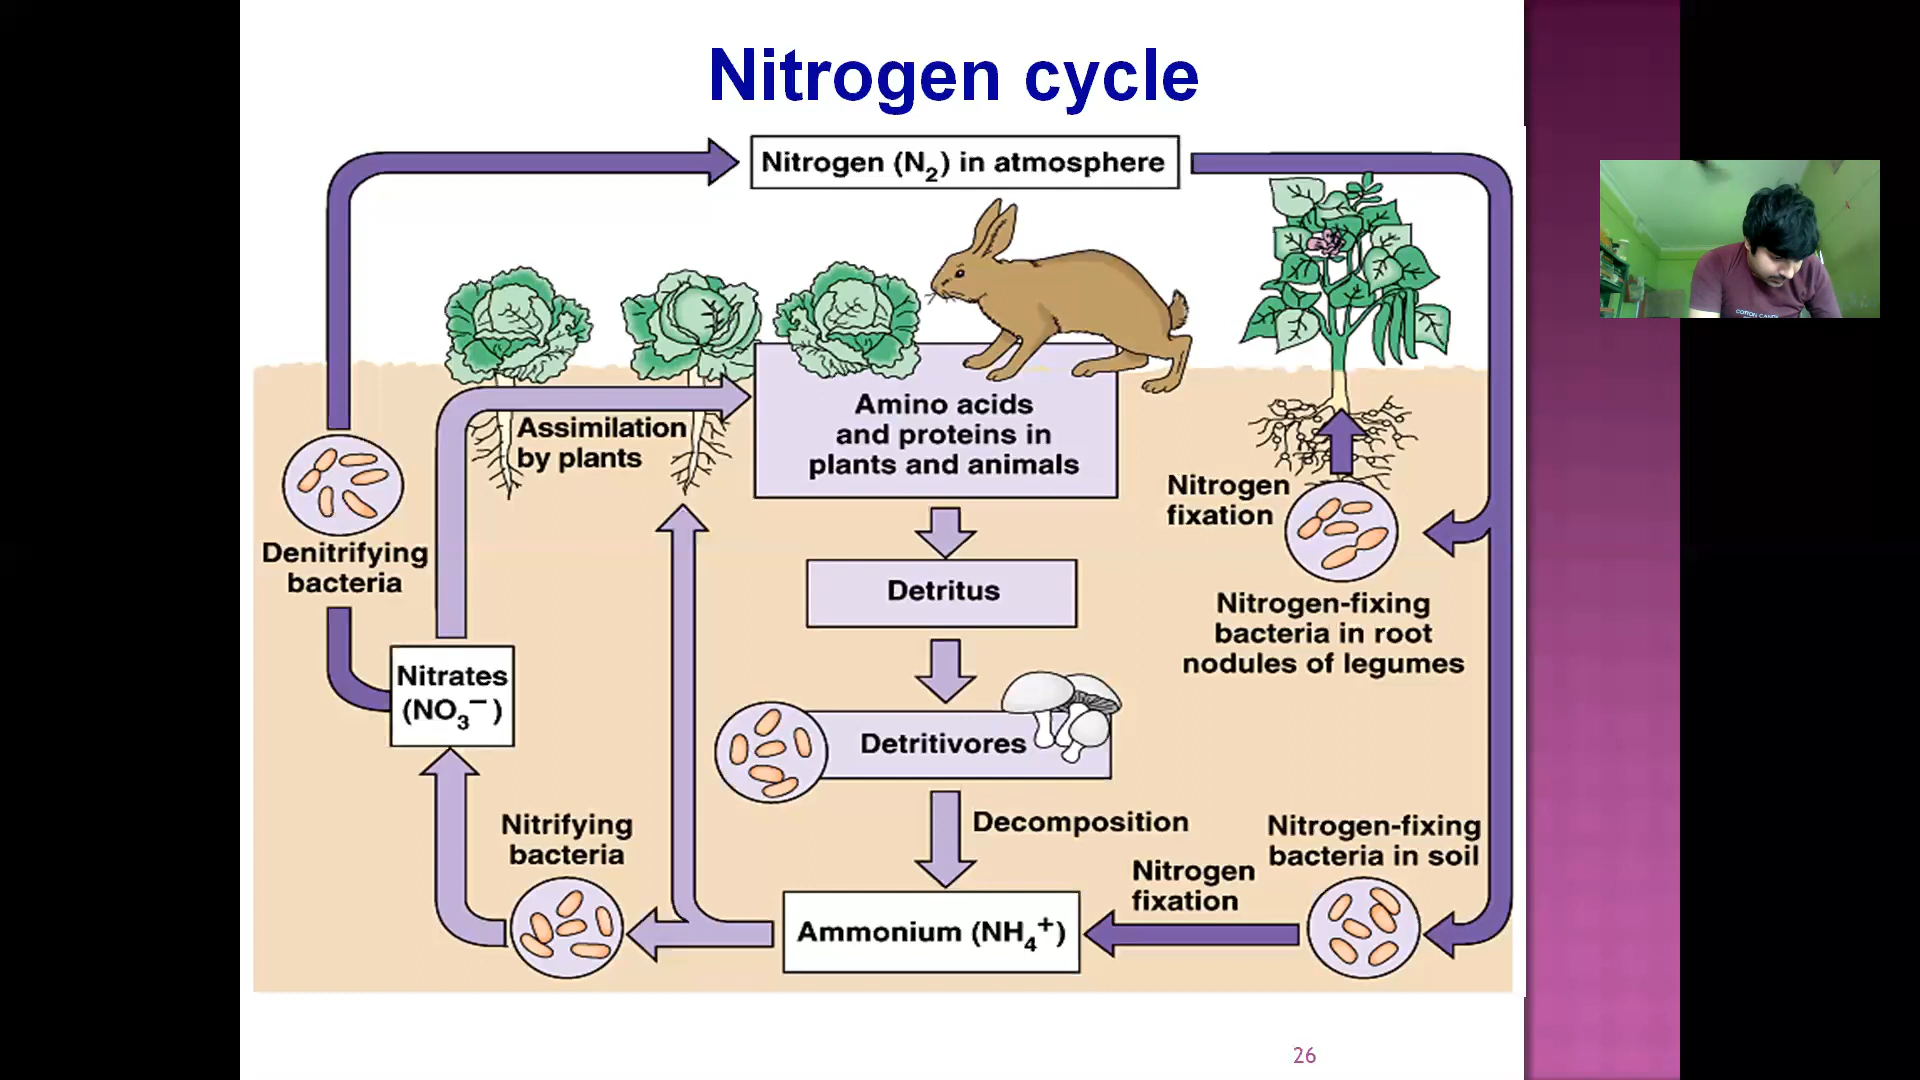 Nitrogen cycle
Nitrogen (N₂) in atmosphere
Assimilation
by plants
Amino acids
and proteins in
plants and animals
Nitrogen
fixation
Denitrifying
bacteria
Detritus
Nitrogen-fixing
bacteria in root
nodules of legumes
Nitrates
(NO₃⁻)
Detritivores
Nitrifying
bacteria
Decomposition
Nitrogen-fixing
bacteria in soil
Nitrogen
fixation
Ammonium (NH₄⁺)
26